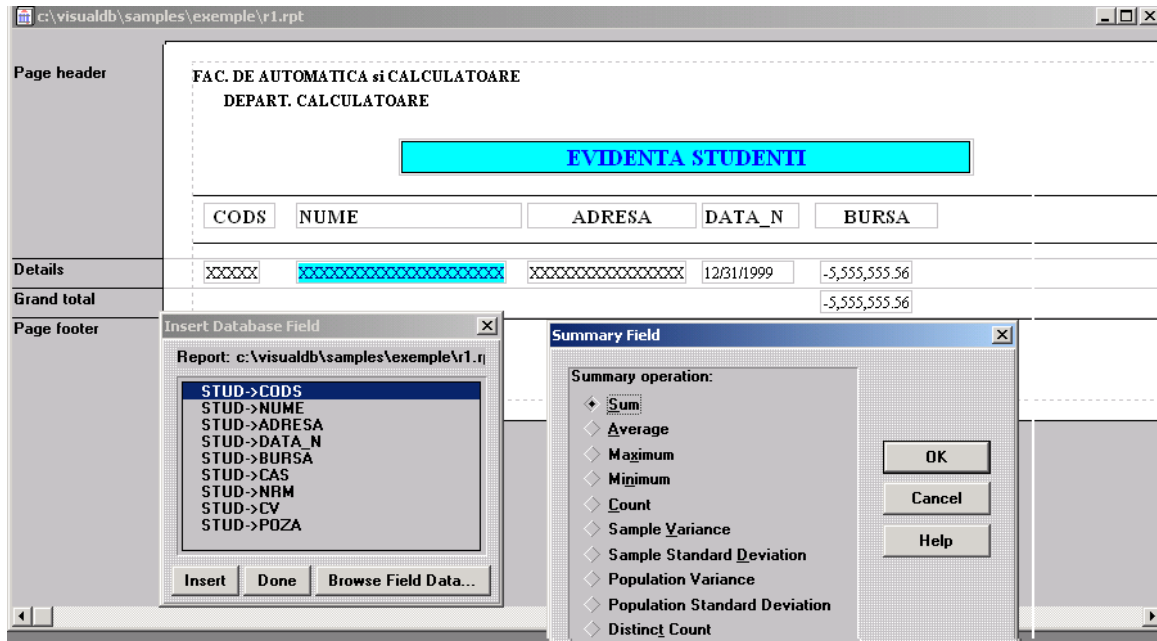 c:\visualdb\samples\exemple\r1.rpt
Page header
FAC. DE AUTOMATICA si CALCULATOARE
DEPART. CALCULATOARE
EVIDENTA STUDENTI
CODS NUME ADRESA DATA_N BURSA
Details XXXXX XXXXXXXXXXXXXXXXXXXX XXXXXXXXXXXXXXX 12/31/1999 -5,555,555.56
Grand total -5,555,555.56
Page footer
Insert Database Field
Report: c:\visualdb\samples\exemple\r1.r
STUD->CODS
STUD->NUME
STUD->ADRESA
STUD->DATA_N
STUD->BURSA
STUD->CAS
STUD->NRM
STUD->CV
STUD->POZA
Insert Done Browse Field Data...
Summary Field
Summary operation:
Sum
Average
Maximum
Minimum
Count
Sample Variance
Sample Standard Deviation
Population Variance
Population Standard Deviation
Distinct Count
OK
Cancel
Help